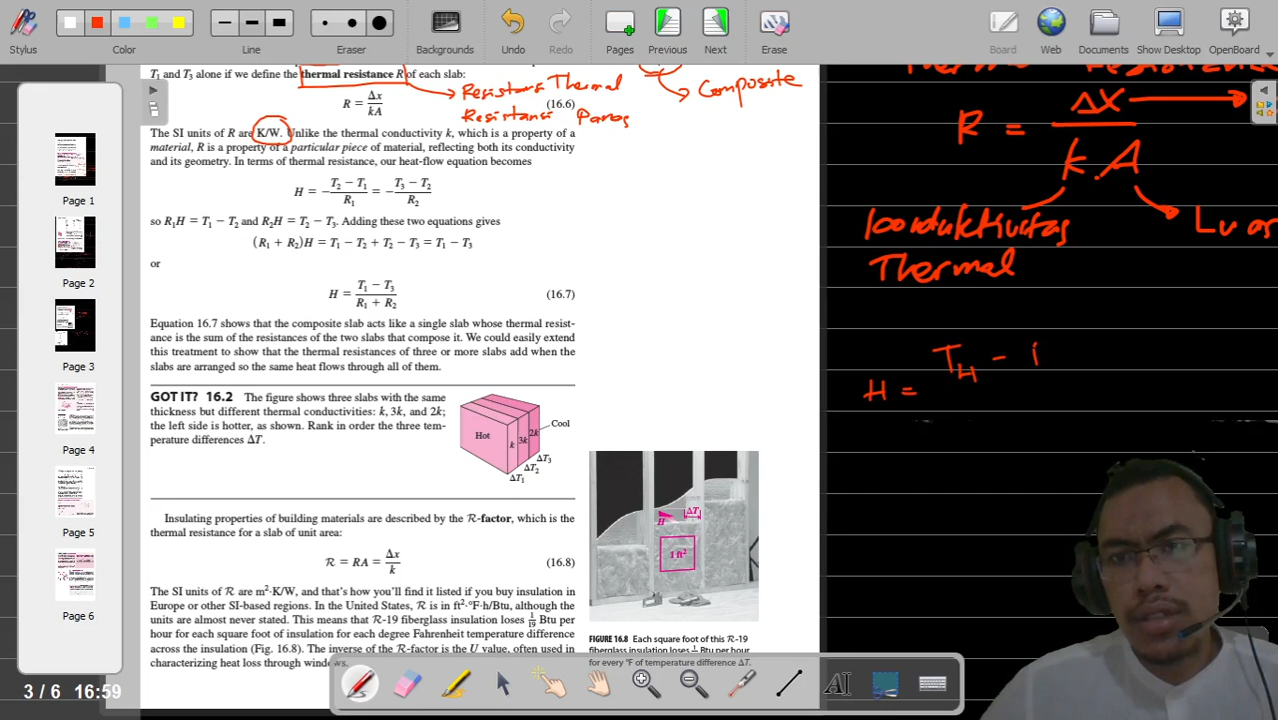 Stylus
Color
Line
Eraser
Backgrounds
Undo
Redo
Pages
Previous
Next
Erase
Board
Web
Documents
Show Desktop
OpenBoard
T₁ and T₃ alone if we define the thermal resistance R of each slab:
Resistansi Thermal
Composite
R = Δx / kA (16.6)
Resistansi
The SI units of R are K/W. Unlike the thermal conductivity k, which is a property of a
material, R is a property of a particular piece of material, reflecting both its conductivity
and its geometry. In terms of thermal resistance, our heat-flow equation becomes
H = −(T₂ − T₁)/R₁ = −(T₃ − T₂)/R₂
so R₁H = T₁ − T₂ and R₂H = T₂ − T₃. Adding these two equations gives
(R₁ + R₂)H = T₁ − T₂ + T₂ − T₃ = T₁ − T₃
or
H = (T₁ − T₃)/(R₁ + R₂) (16.7)
Equation 16.7 shows that the composite slab acts like a single slab whose thermal resist-
ance is the sum of the resistances of the two slabs that compose it. We could easily extend
this treatment to show that the thermal resistances of three or more slabs add when the
slabs are arranged so the same heat flows through all of them.
GOT IT? 16.2 The figure shows three slabs with the same
thickness but different thermal conductivities: k, 3k, and 2k;
the left side is hotter, as shown. Rank in order the three tem-
perature differences ΔT.
Hot
k
3k
2k
Cool
ΔT₃
ΔT₂
ΔT₁
Insulating properties of building materials are described by the ℛ-factor, which is the
thermal resistance for a slab of unit area:
ℛ = RA = Δx / k (16.8)
The SI units of ℛ are m²·K/W, and that's how you'll find it listed if you buy insulation in
Europe or other SI-based regions. In the United States, ℛ is in ft²·°F·h/Btu, although the
units are almost never stated. This means that ℛ-19 fiberglass insulation loses 1/19 Btu per
hour for each square foot of insulation for each degree Fahrenheit temperature difference
across the insulation (Fig. 16.8). The inverse of the ℛ-factor is the U value, often used in
characterizing heat loss through windows.
H
ΔT
1 ft²
FIGURE 16.8 Each square foot of this ℛ-19
fiberglass insulation loses 1/19 Btu per hour
for every °F of temperature difference ΔT.
R = ΔX / k . A
konduktivitas
Thermal
Luas
H = T_H −
Page 1
Page 2
Page 3
Page 4
Page 5
Page 6
3 / 6 16:59